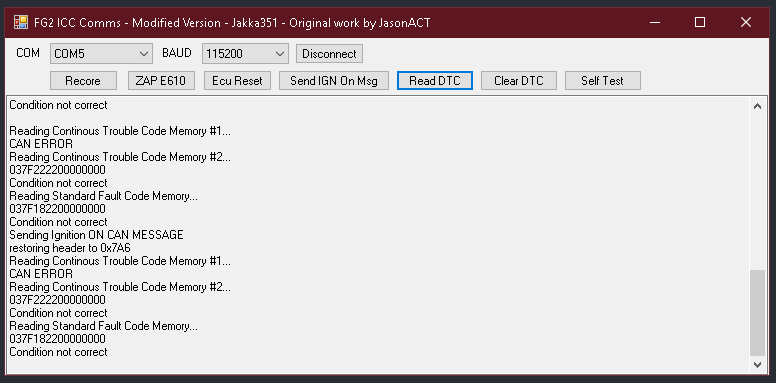 FG2 ICC Comms - Modified Version - Jakka351 - Original work by JasonACT
COM COM5 BAUD 115200 Disconnect
Recore ZAP E610 Ecu Reset Send IGN On Msg Read DTC Clear DTC Self Test
Condition not correct
Reading Continous Trouble Code Memory #1...
CAN ERROR
Reading Continous Trouble Code Memory #2...
037F222200000000
Condition not correct
Reading Standard Fault Code Memory...
037F182200000000
Condition not correct
Sending Ignition ON CAN MESSAGE
restoring header to 0x7A6
Reading Continous Trouble Code Memory #1...
CAN ERROR
Reading Continous Trouble Code Memory #2...
037F222200000000
Condition not correct
Reading Standard Fault Code Memory...
037F182200000000
Condition not correct